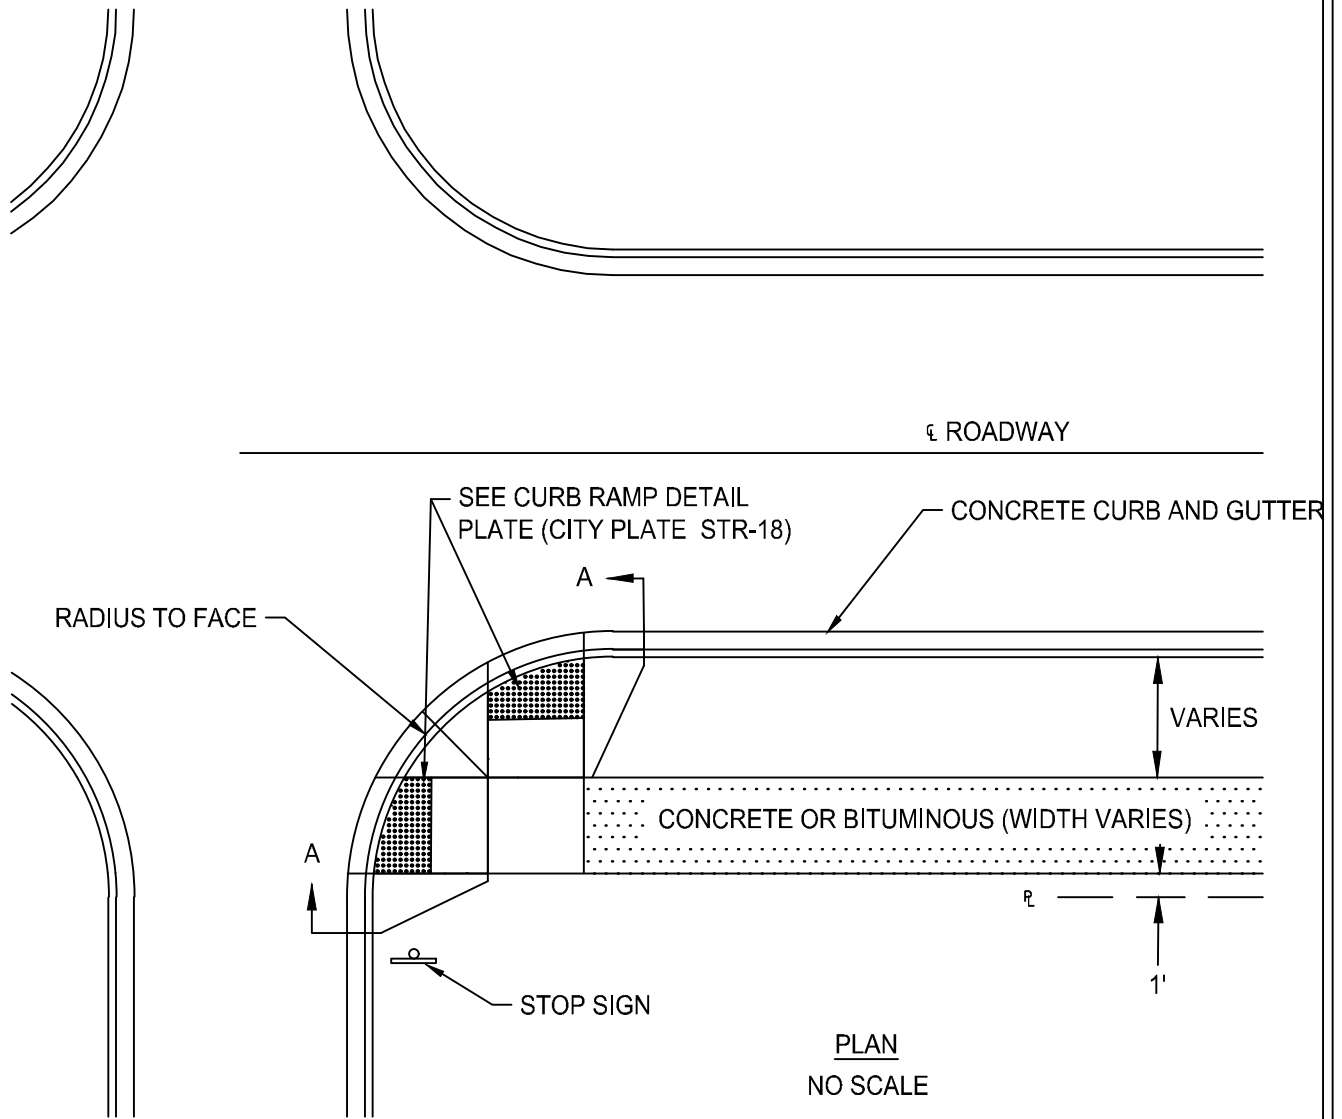 ℄ ROADWAY
SEE CURB RAMP DETAIL
PLATE (CITY PLATE STR-18)
CONCRETE CURB AND GUTTER
A
RADIUS TO FACE
VARIES
CONCRETE OR BITUMINOUS (WIDTH VARIES)
A
PL
1'
STOP SIGN
PLAN
NO SCALE